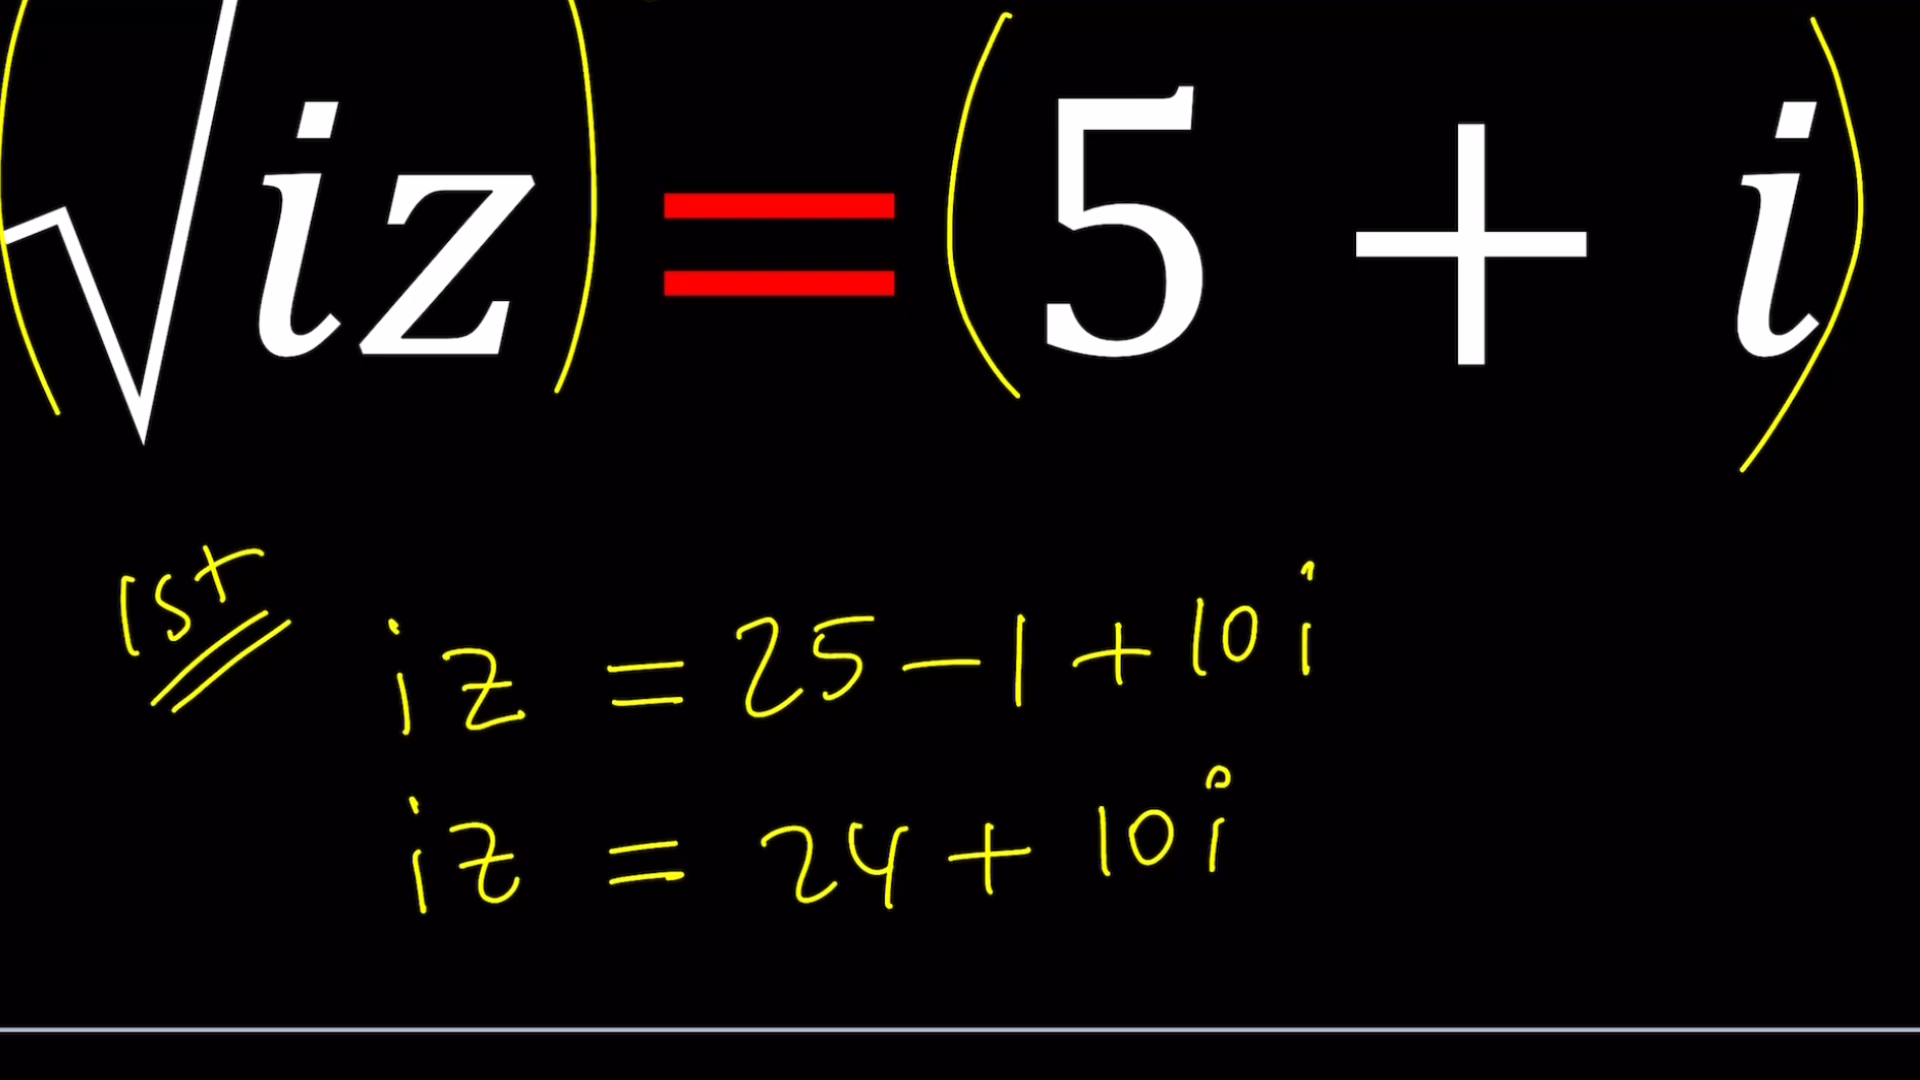 (√iz) = (5 + i)
1st iz = 25 - 1 + 10i
iz = 24 + 10i